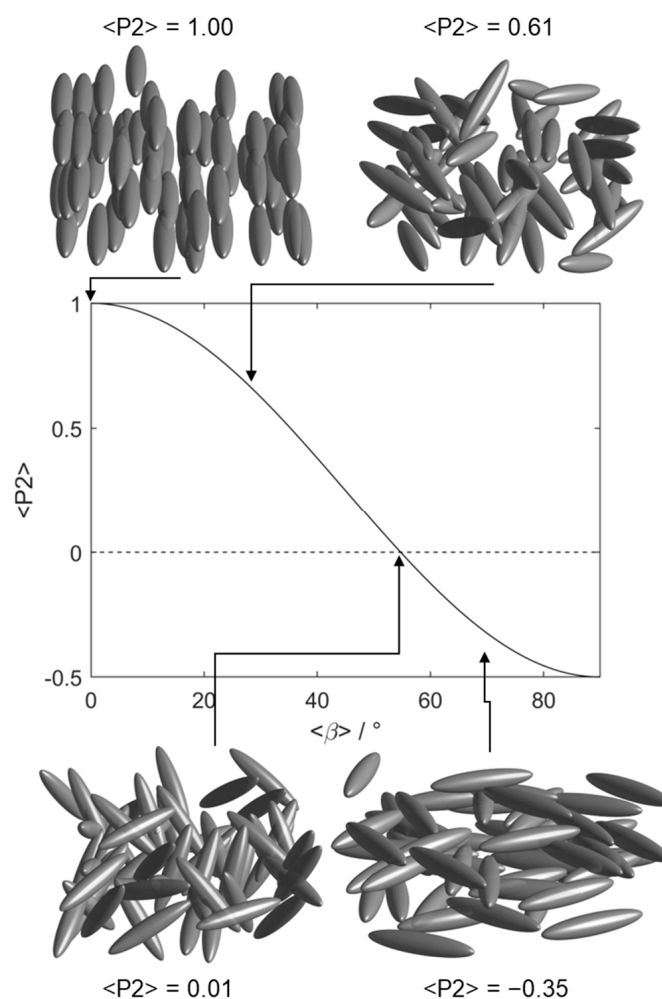 <P2> = 1.00
<P2> = 0.61
1
0.5
0
-0.5
<P2>
0
20
40
60
80
<β> / °
<P2> = 0.01
<P2> = −0.35